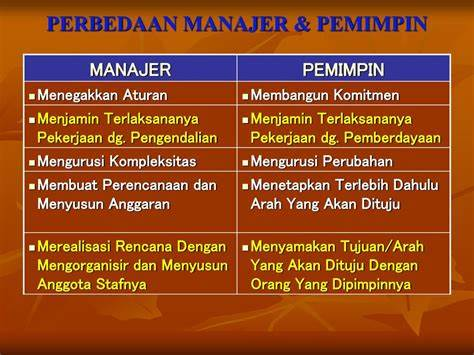 PERBEDAAN MANAJER & PEMIMPIN
MANAJER
PEMIMPIN
Menegakkan Aturan
Membangun Komitmen
Menjamin Terlaksananya
Pekerjaan dg. Pengendalian
Menjamin Terlaksananya
Pekerjaan dg. Pemberdayaan
Mengurusi Kompleksitas
Mengurusi Perubahan
Membuat Perencanaan dan
Menyusun Anggaran
Menetapkan Terlebih Dahulu
Arah Yang Akan Dituju
Merealisasi Rencana Dengan
Mengorganisir dan Menyusun
Anggota Stafnya
Menyamakan Tujuan/Arah
Yang Akan Dituju Dengan
Orang Yang Dipimpinnya